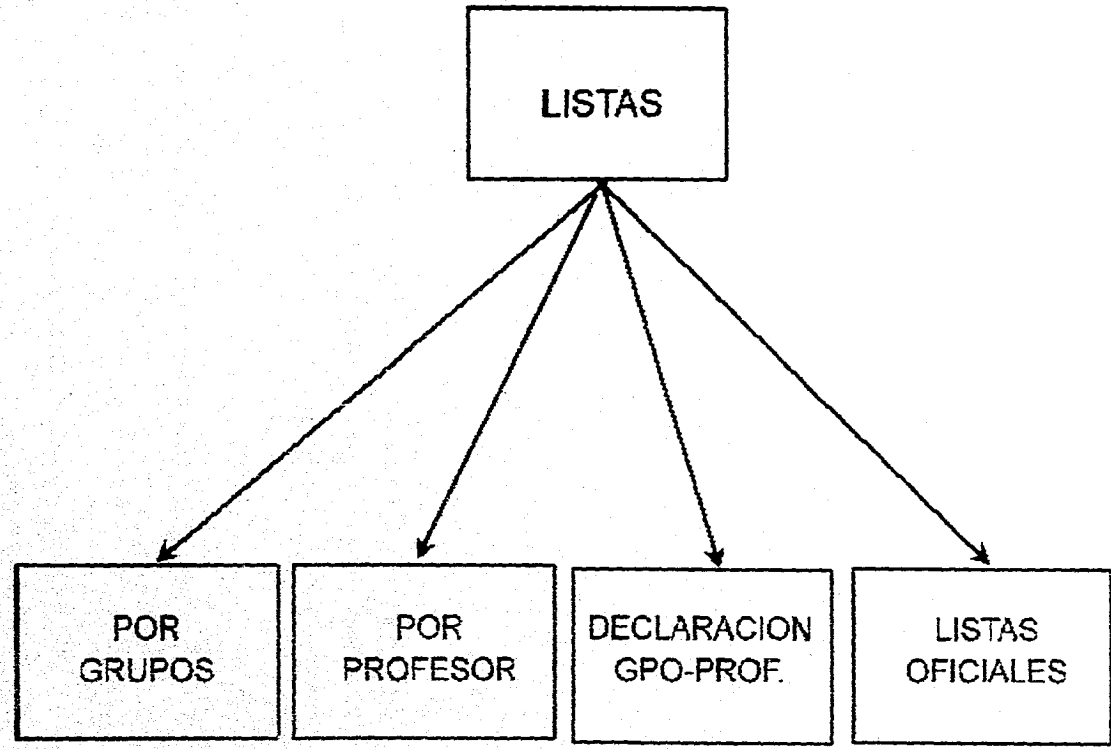 LISTAS
POR
GRUPOS
POR
PROFESOR
DECLARACION
GPO-PROF.
LISTAS
OFICIALES